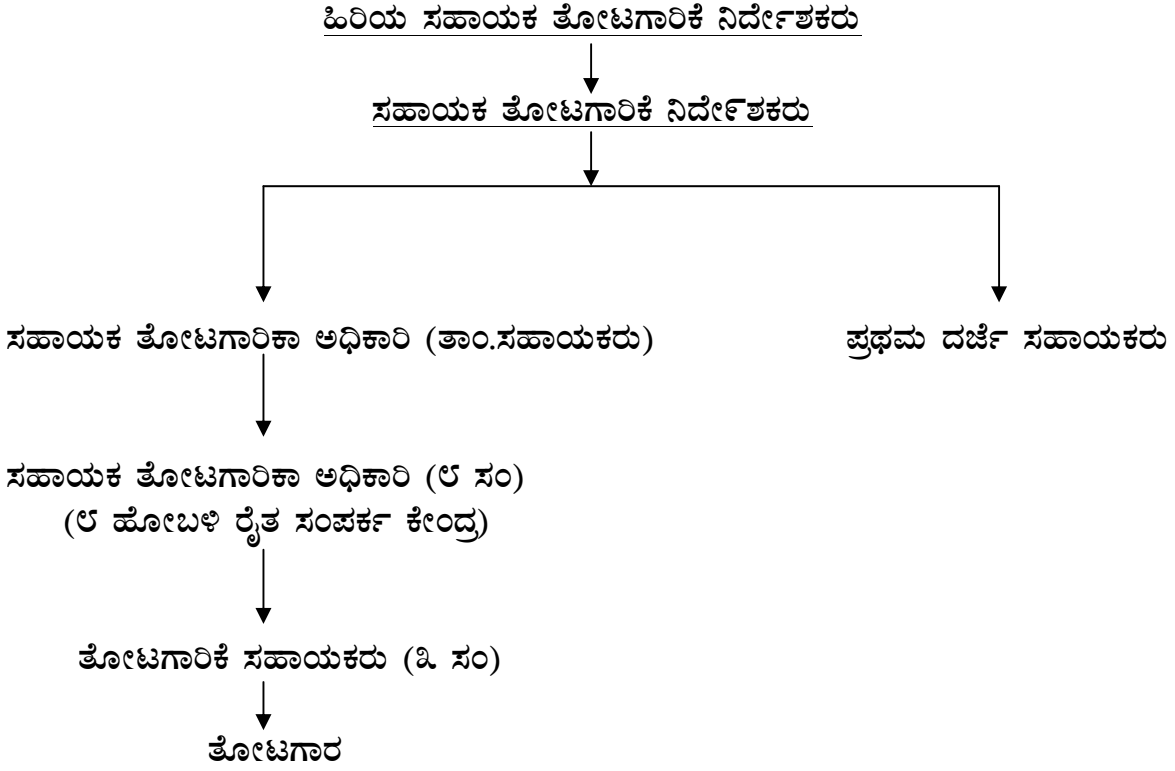 ಹಿರಿಯ ಸಹಾಯಕ ತೋಟಗಾರಿಕೆ ನಿರ್ದೇಶಕರು
ಸಹಾಯಕ ತೋಟಗಾರಿಕೆ ನಿರ್ದೇಶಕರು
ಸಹಾಯಕ ತೋಟಗಾರಿಕಾ ಅಧಿಕಾರಿ (ತಾಂ.ಸಹಾಯಕರು)
ಪ್ರಥಮ ದರ್ಜೆ ಸಹಾಯಕರು
ಸಹಾಯಕ ತೋಟಗಾರಿಕಾ ಅಧಿಕಾರಿ (೮ ಸಂ)
(೮ ಹೋಬಳಿ ರೈತ ಸಂಪರ್ಕ ಕೇಂದ್ರ)
ತೋಟಗಾರಿಕೆ ಸಹಾಯಕರು (೩ ಸಂ)
ತೋಟಗಾರ